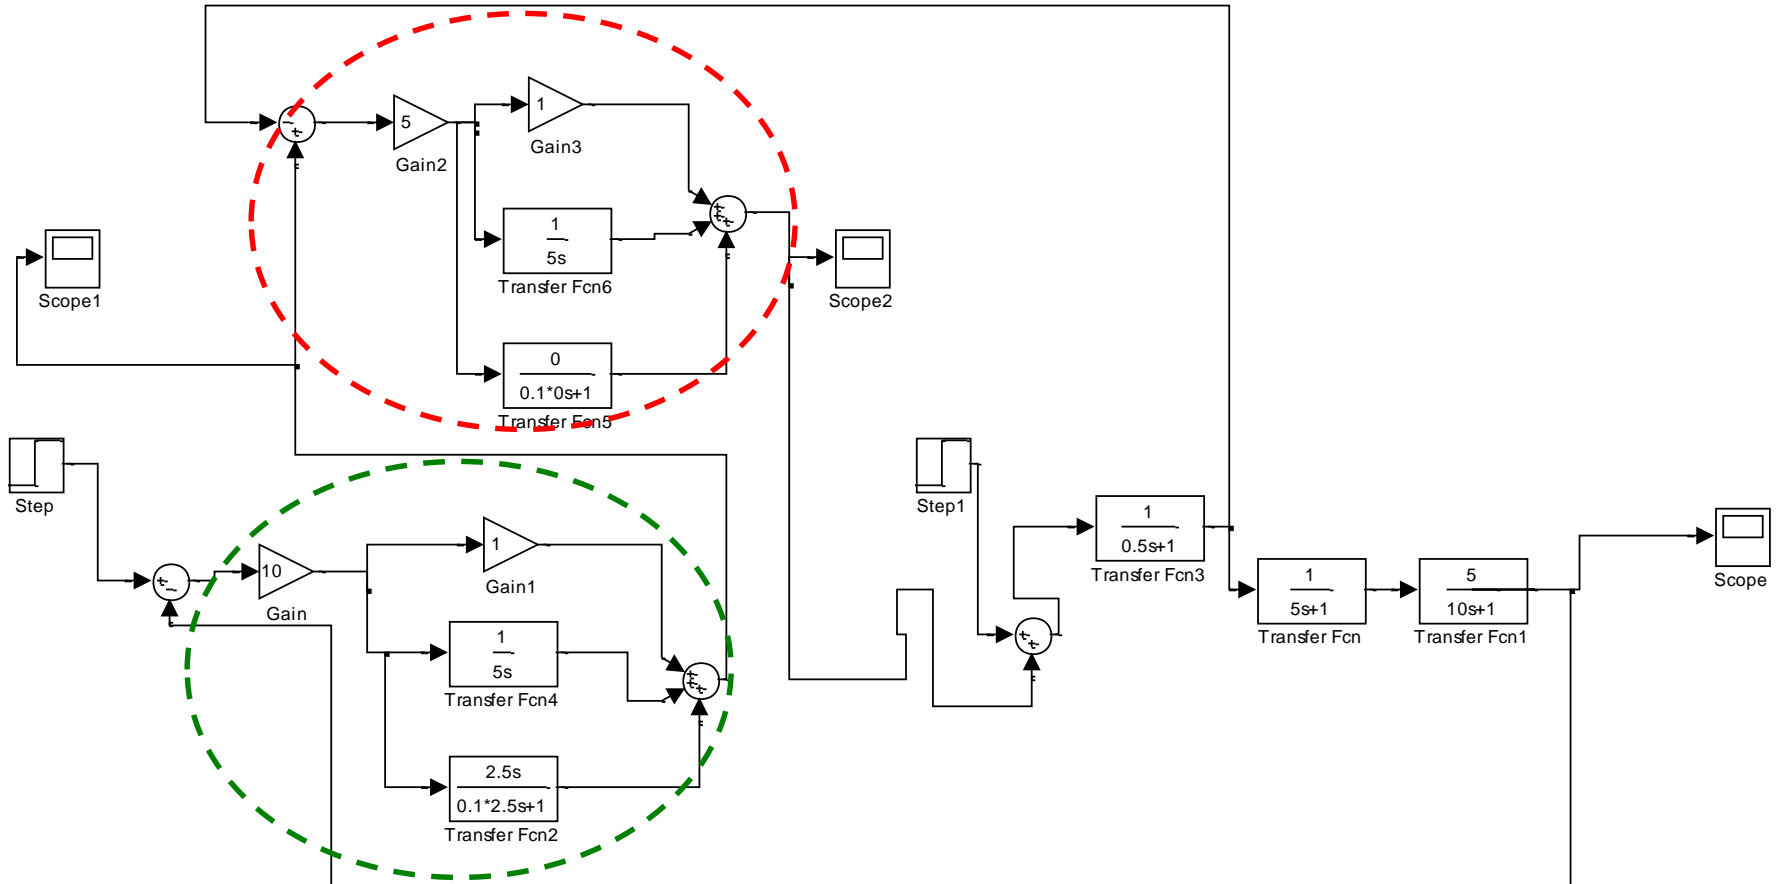 5
Gain2
1
Gain3
1
5s
Transfer Fcn6
0
0.1*0s+1
Transfer Fcn5
Scope1
Scope2
Step
10
Gain
1
Gain1
1
5s
Transfer Fcn4
2.5s
0.1*2.5s+1
Transfer Fcn2
Step1
1
0.5s+1
Transfer Fcn3
1
5s+1
Transfer Fcn
5
10s+1
Transfer Fcn1
Scope